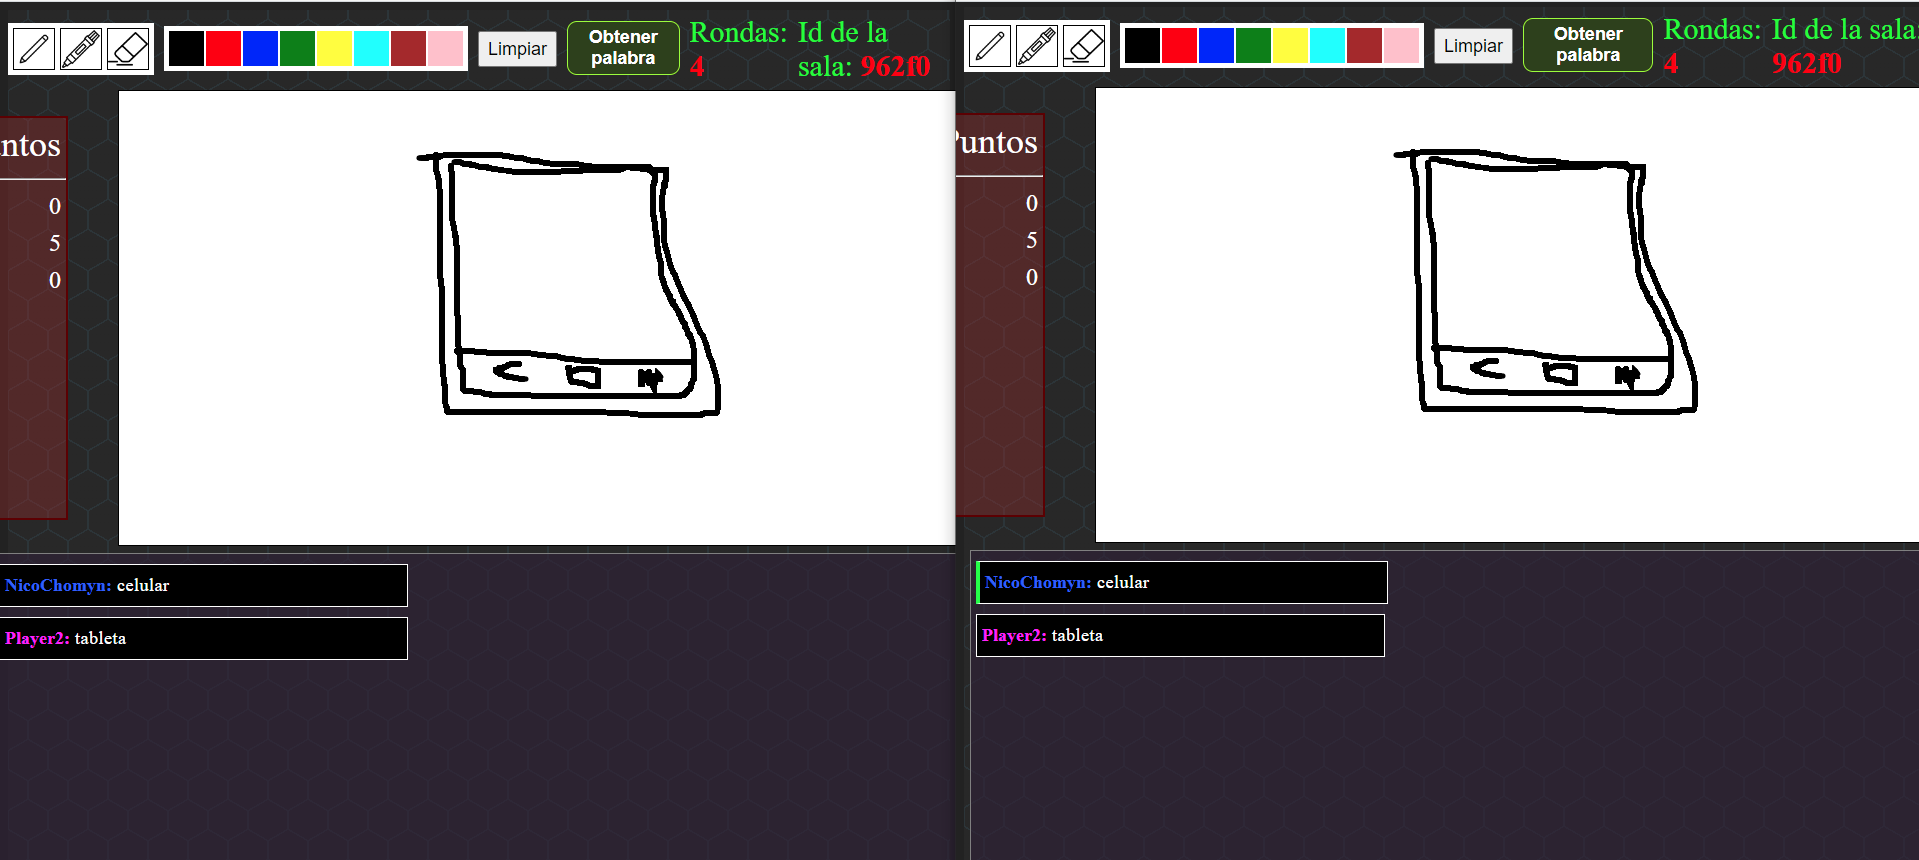 Limpiar
Obtener
palabra
Rondas:
4
Id de la
sala: 962f0
ntos
0
5
0
NicoChomyn: celular
Player2: tableta
Limpiar
Obtener
palabra
Rondas:
4
Id de la sala:
962f0
Puntos
0
5
0
NicoChomyn: celular
Player2: tableta